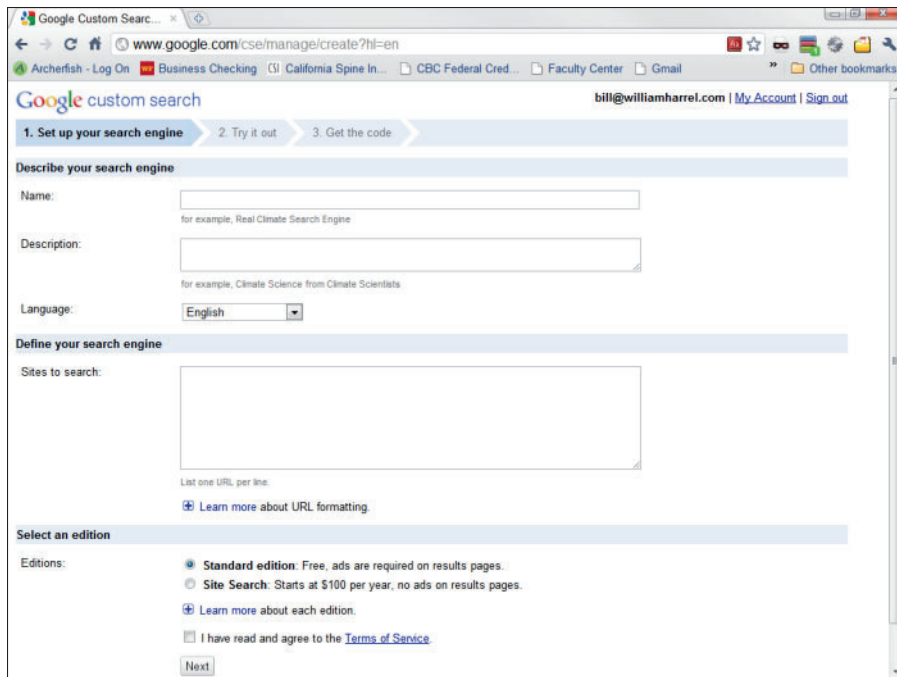 Google Custom Searc...
www.google.com/cse/manage/create?hl=en
Archerfish - Log On Business Checking California Spine In... CBC Federal Cred... Faculty Center Gmail » Other bookmarks
Google custom search bill@williamharrel.com | My Account | Sign out
1. Set up your search engine 2. Try it out 3. Get the code
Describe your search engine
Name:
for example, Real Climate Search Engine
Description:
for example, Climate Science from Climate Scientists
Language: English
Define your search engine
Sites to search:
List one URL per line.
Learn more about URL formatting.
Select an edition
Editions: Standard edition: Free, ads are required on results pages.
Site Search: Starts at $100 per year, no ads on results pages.
Learn more about each edition.
I have read and agree to the Terms of Service.
Next